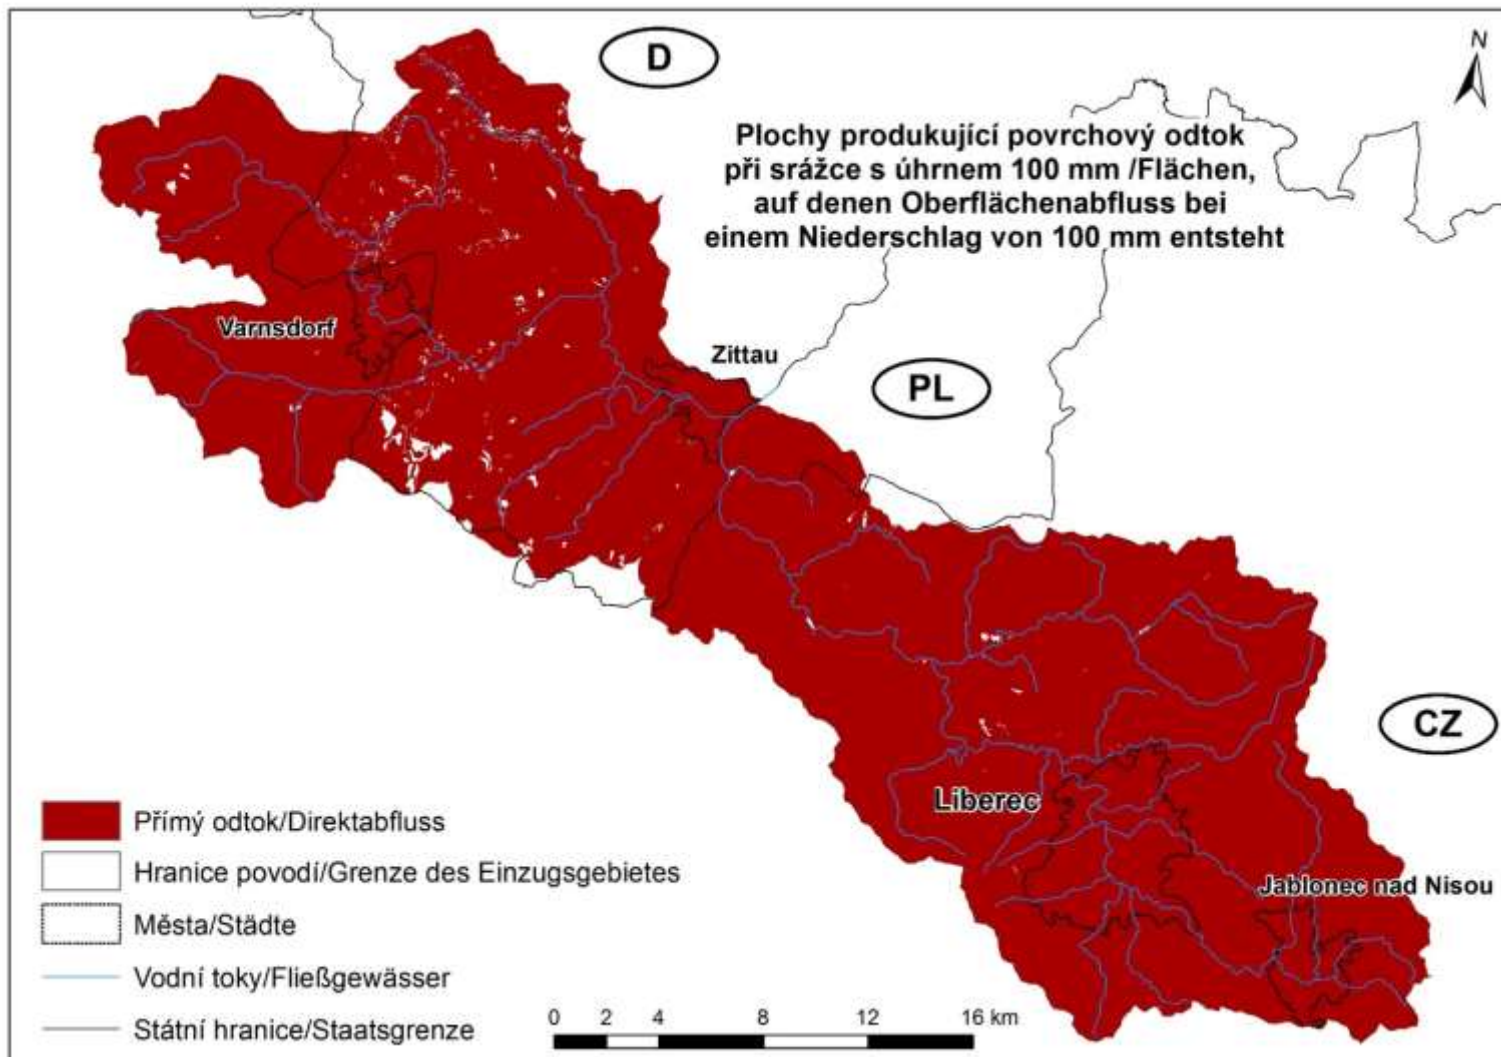 D
N
Plochy produkující povrchový odtok
při srážce s úhrnem 100 mm /Flächen,
auf denen Oberflächenabfluss bei
einem Niederschlag von 100 mm entsteht
Varnsdorf
Zittau
PL
CZ
Liberec
Jablonec nad Nisou
Přímý odtok/Direktabfluss
Hranice povodí/Grenze des Einzugsgebietes
Města/Städte
Vodní toky/Fließgewässer
Státní hranice/Staatsgrenze
0 2 4 8 12 16 km